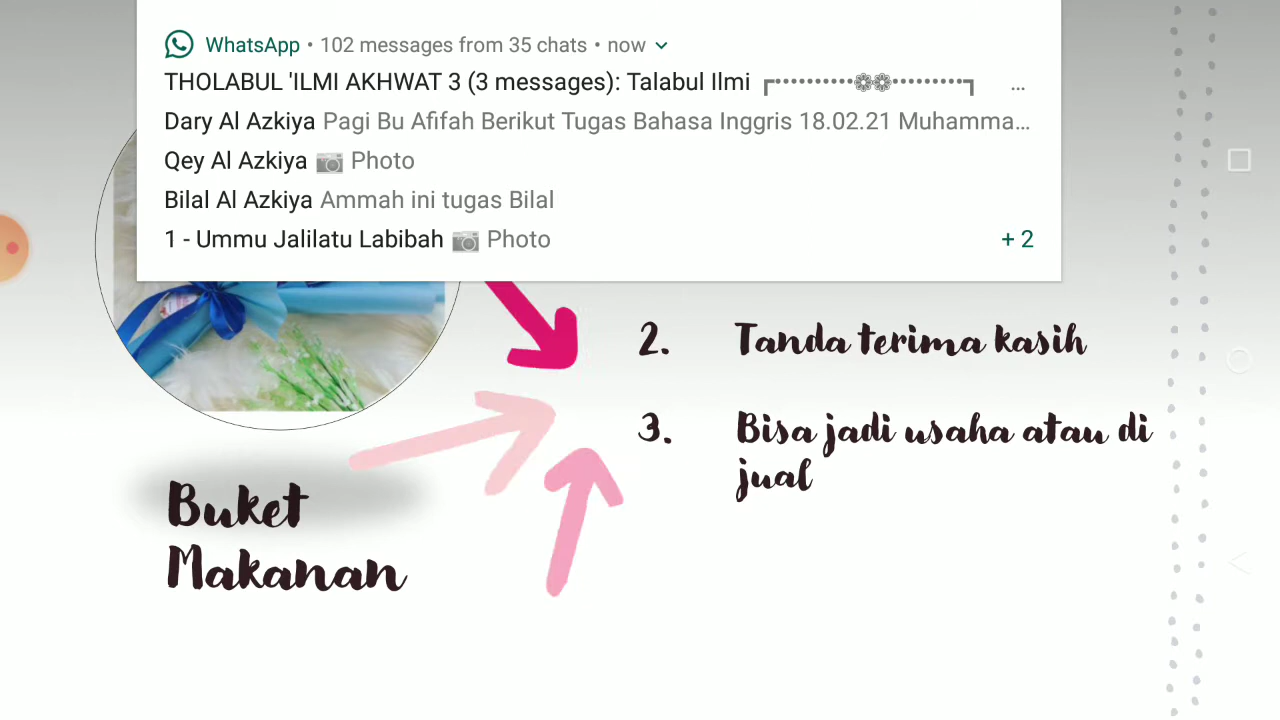 WhatsApp • 102 messages from 35 chats • now
THOLABUL 'ILMI AKHWAT 3 (3 messages): Talabul Ilmi ┏•••••••••❁❁•••••••••┓ ...
Dary Al Azkiya Pagi Bu Afifah Berikut Tugas Bahasa Inggris 18.02.21 Muhamma...
Qey Al Azkiya 📷 Photo
Bilal Al Azkiya Ammah ini tugas Bilal
1 - Ummu Jalilatu Labibah 📷 Photo + 2
2. Tanda terima kasih
3. Bisa jadi usaha atau di
jual
Buket
Makanan